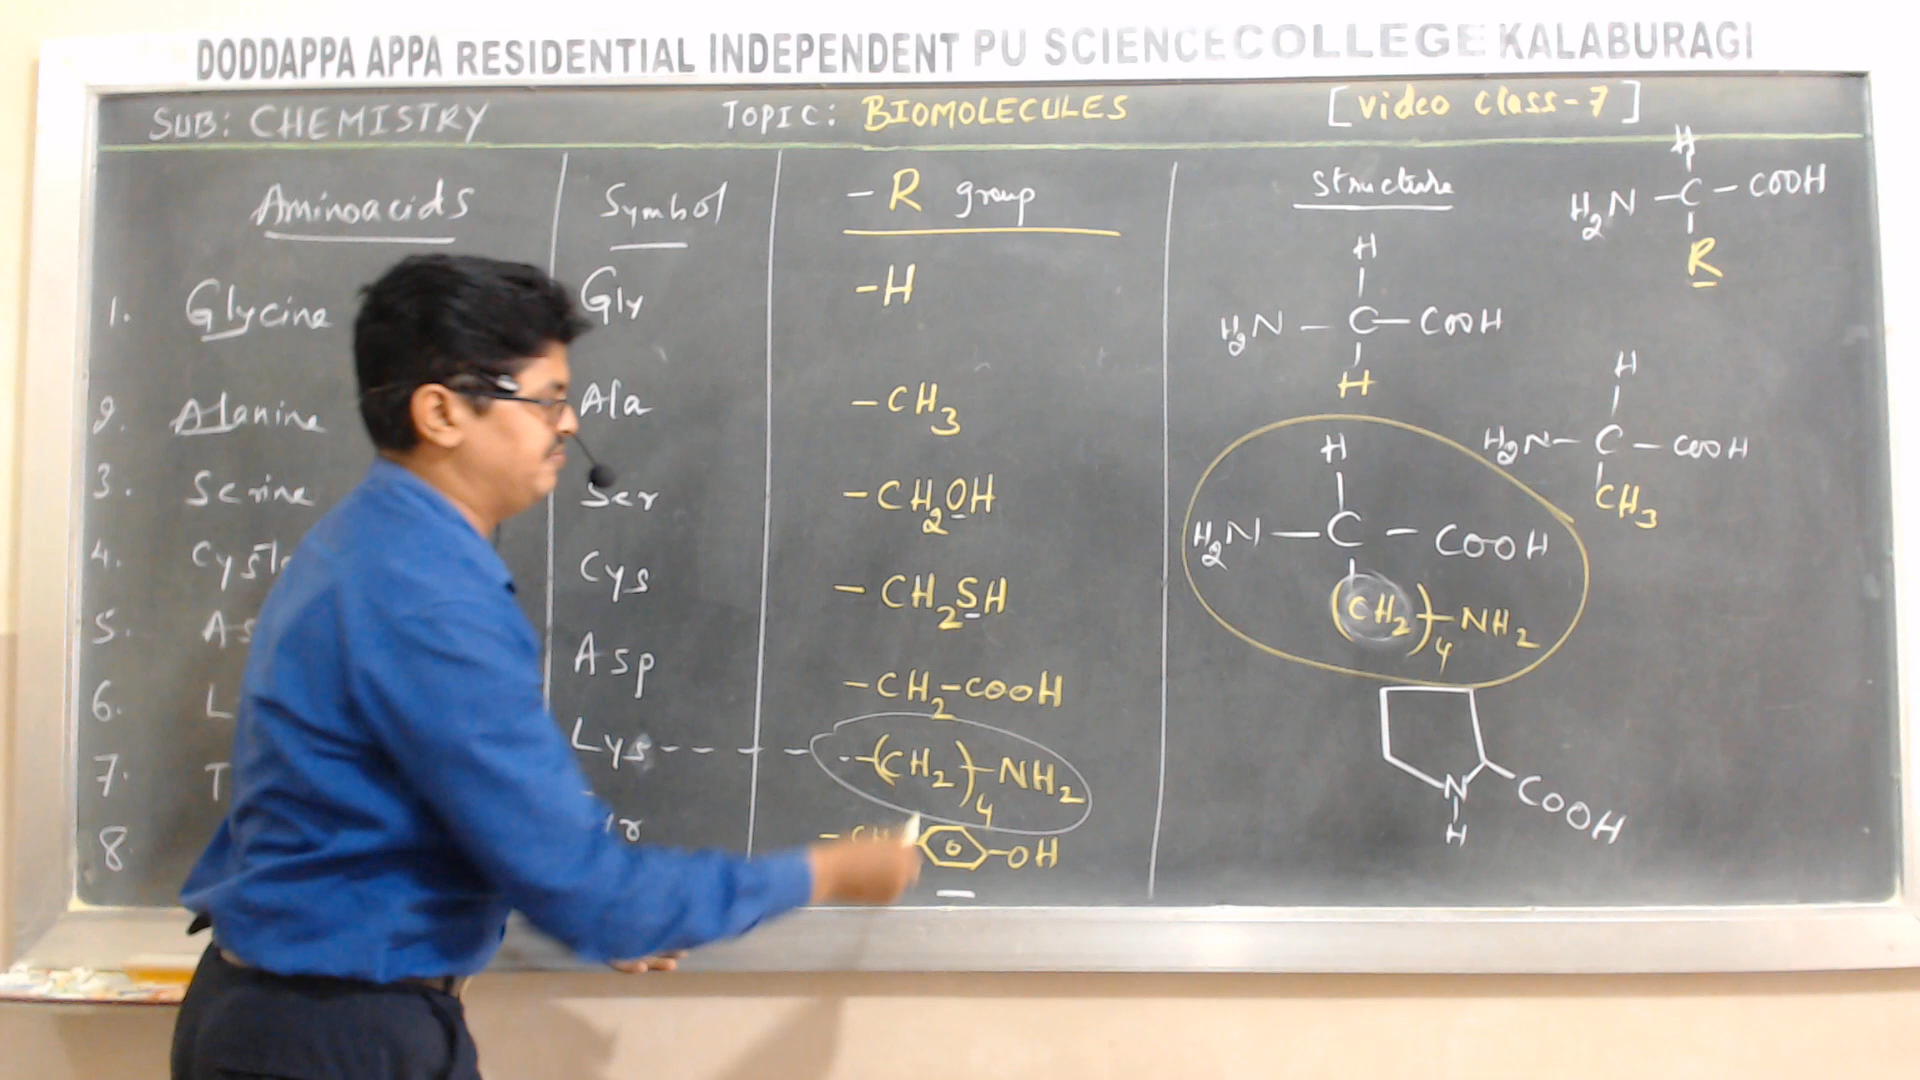 DODDAPPA APPA RESIDENTIAL INDEPENDENT PU SCIENCE COLLEGE KALABURAGI
SUB: CHEMISTRY TOPIC: BIOMOLECULES [Video Class-7]
Aminoacids Symbol -R group Structure
H
H2N - C - COOH
R
1. Glycine Gly -H
H
H2N - C - COOH
H
2. Alanine Ala -CH3
H
H2N - C - COOH
CH3
3. Serine Ser -CH2OH
4. Cys -CH2SH
H
H2N - C - COOH
(CH2)4-NH2
5. Asp -CH2-COOH
6. Lys --(CH2)4-NH2
7. -OH
8.
N
H
COOH